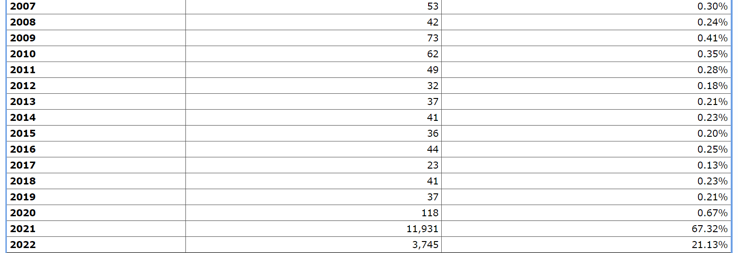 2007 53 0.30%
2008 42 0.24%
2009 73 0.41%
2010 62 0.35%
2011 49 0.28%
2012 32 0.18%
2013 37 0.21%
2014 41 0.23%
2015 36 0.20%
2016 44 0.25%
2017 23 0.13%
2018 41 0.23%
2019 37 0.21%
2020 118 0.67%
2021 11,931 67.32%
2022 3,745 21.13%